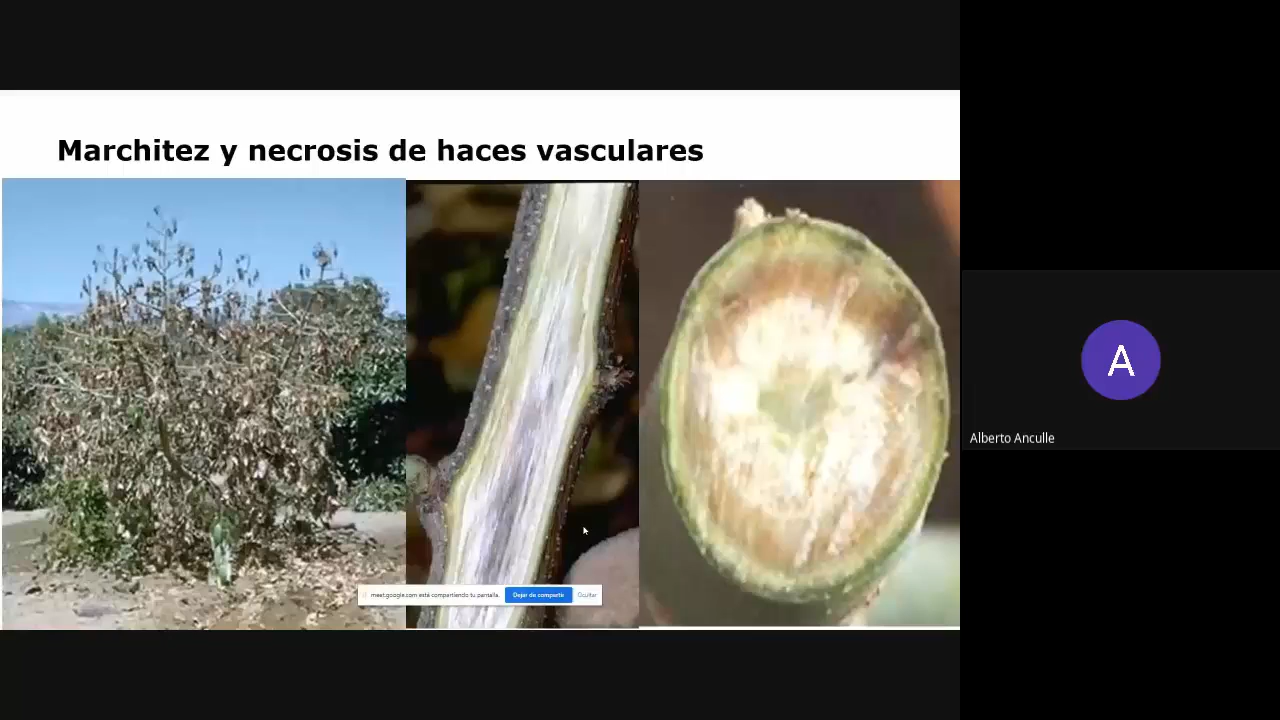 Marchitez y necrosis de haces vasculares
A
Alberto Anculle
meet.google.com está compartiendo tu pantalla.
Dejar de compartir
Ocultar